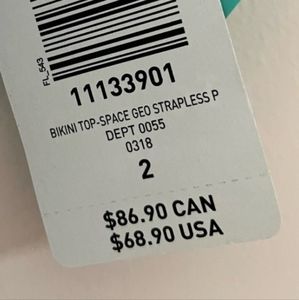 FL_543
11133901
BIKINI TOP-SPACE GEO STRAPLESS P
DEPT 0055
0318
2
$86.90 CAN
$68.90 USA